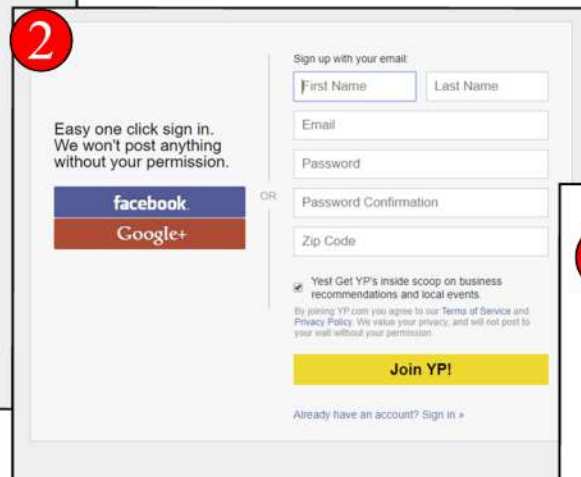 2
Easy one click sign in.
We won't post anything
without your permission.
facebook.
Google+
OR
Sign up with your email:
First Name
Last Name
Email
Password
Password Confirmation
Zip Code
Yes! Get YP's inside scoop on business
recommendations and local events.
By joining YP.com you agree to our Terms of Service and
Privacy Policy. We value your privacy, and will not post to
your wall without your permission.
Join YP!
Already have an account? Sign in »